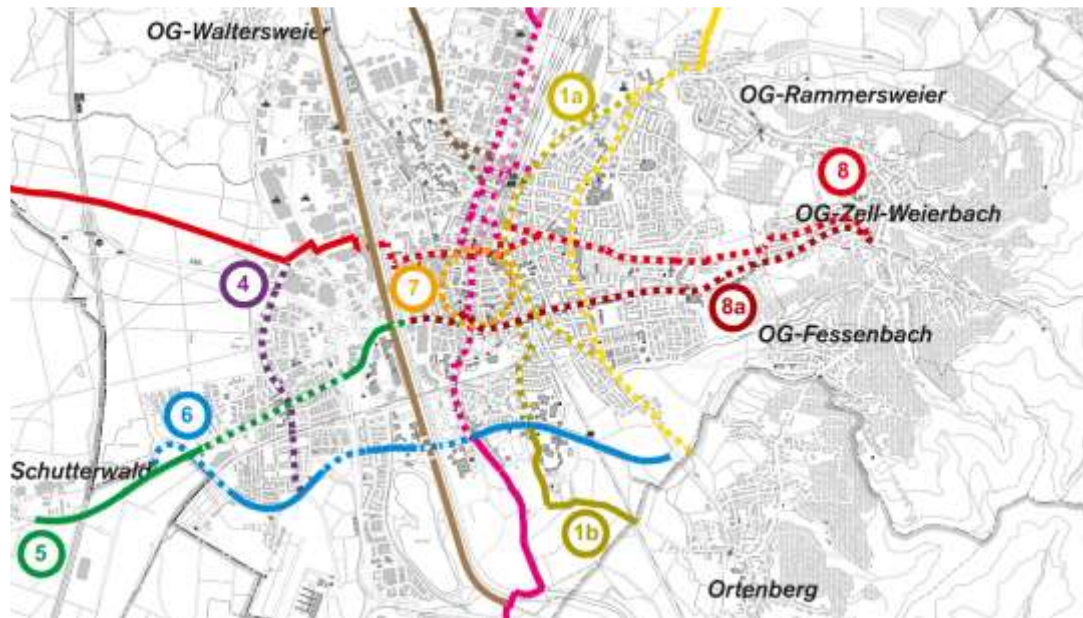 OG-Waltersweier
1a
OG-Rammersweier
8
OG-Zell-Weierbach
4
7
8a
OG-Fessenbach
6
Schutterwald
5
1b
Ortenberg